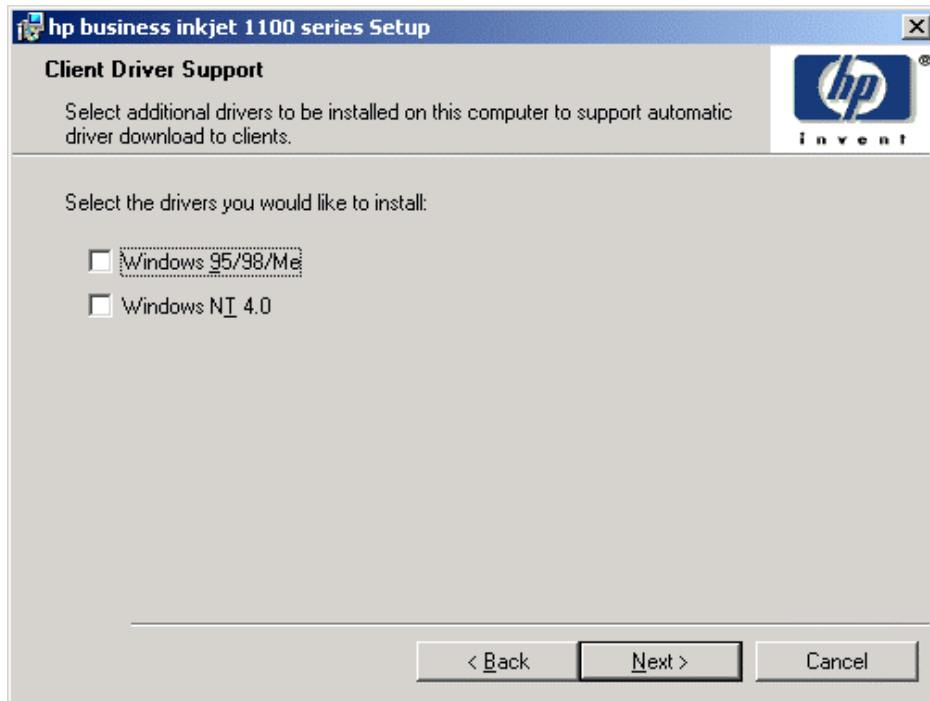 hp business inkjet 1100 series Setup
Client Driver Support
Select additional drivers to be installed on this computer to support automatic
driver download to clients.
hp
®
invent
Select the drivers you would like to install:
Windows 95/98/Me
Windows NT 4.0
< Back
Next >
Cancel